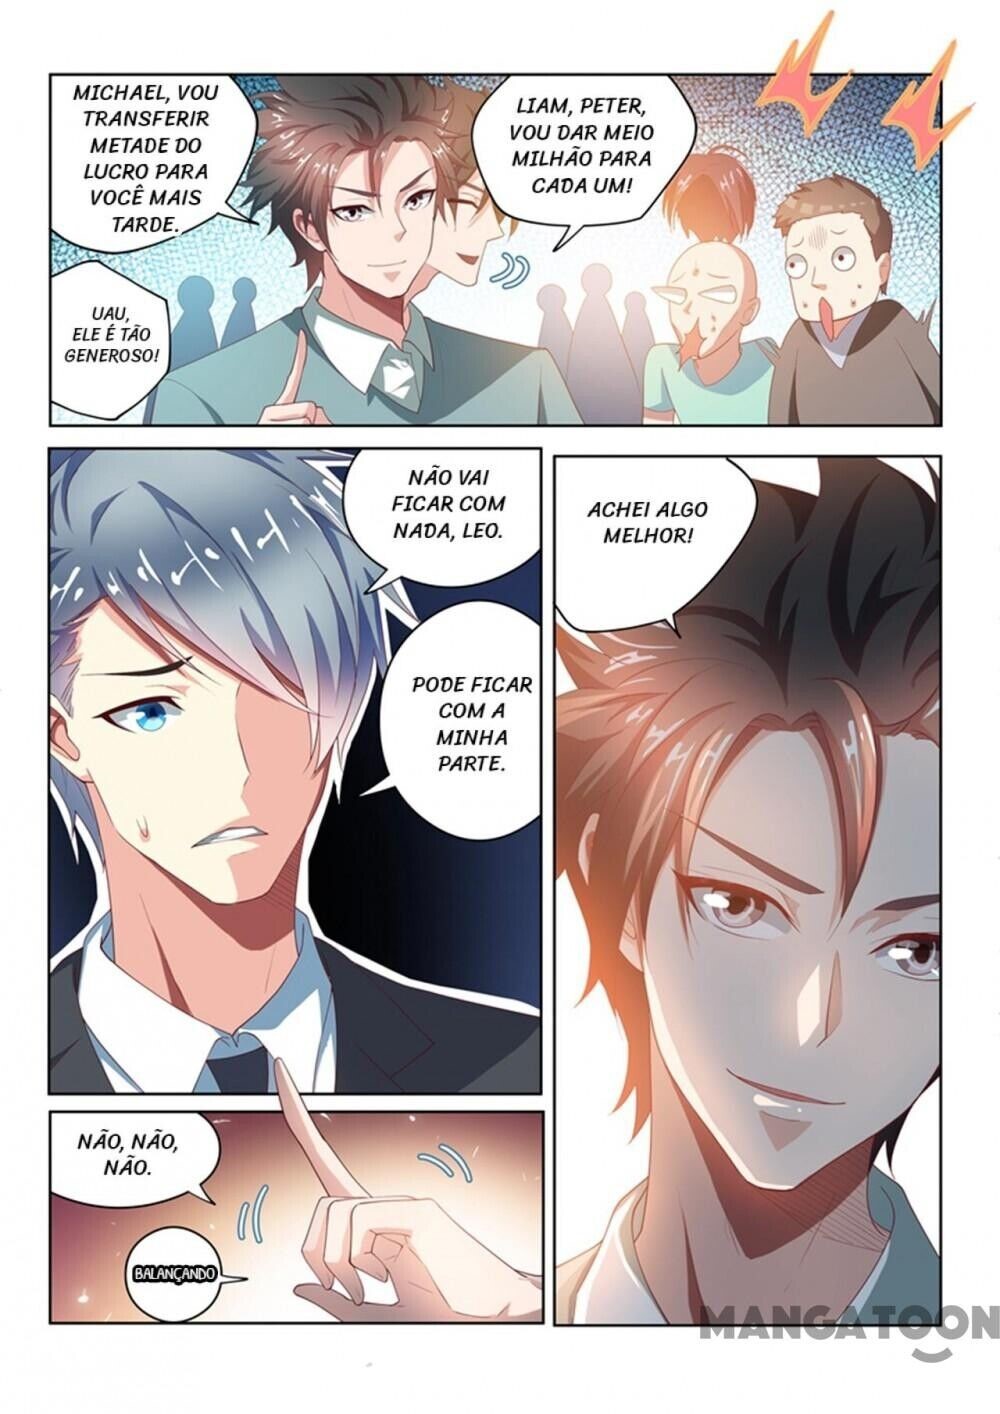 MICHAEL, VOU
TRANSFERIR
METADE DO
LUCRO PARA
VOCÊ MAIS
TARDE.
LIAM, PETER,
VOU DAR MEIO
MILHÃO PARA
CADA UM!
UAU,
ELE É TÃO
GENEROSO!
NÃO VAI
FICAR COM
NADA, LEO.
PODE FICAR
COM A
MINHA
PARTE.
ACHEI ALGO
MELHOR!
NÃO, NÃO,
NÃO.
BALANÇANDO
MANGATOON